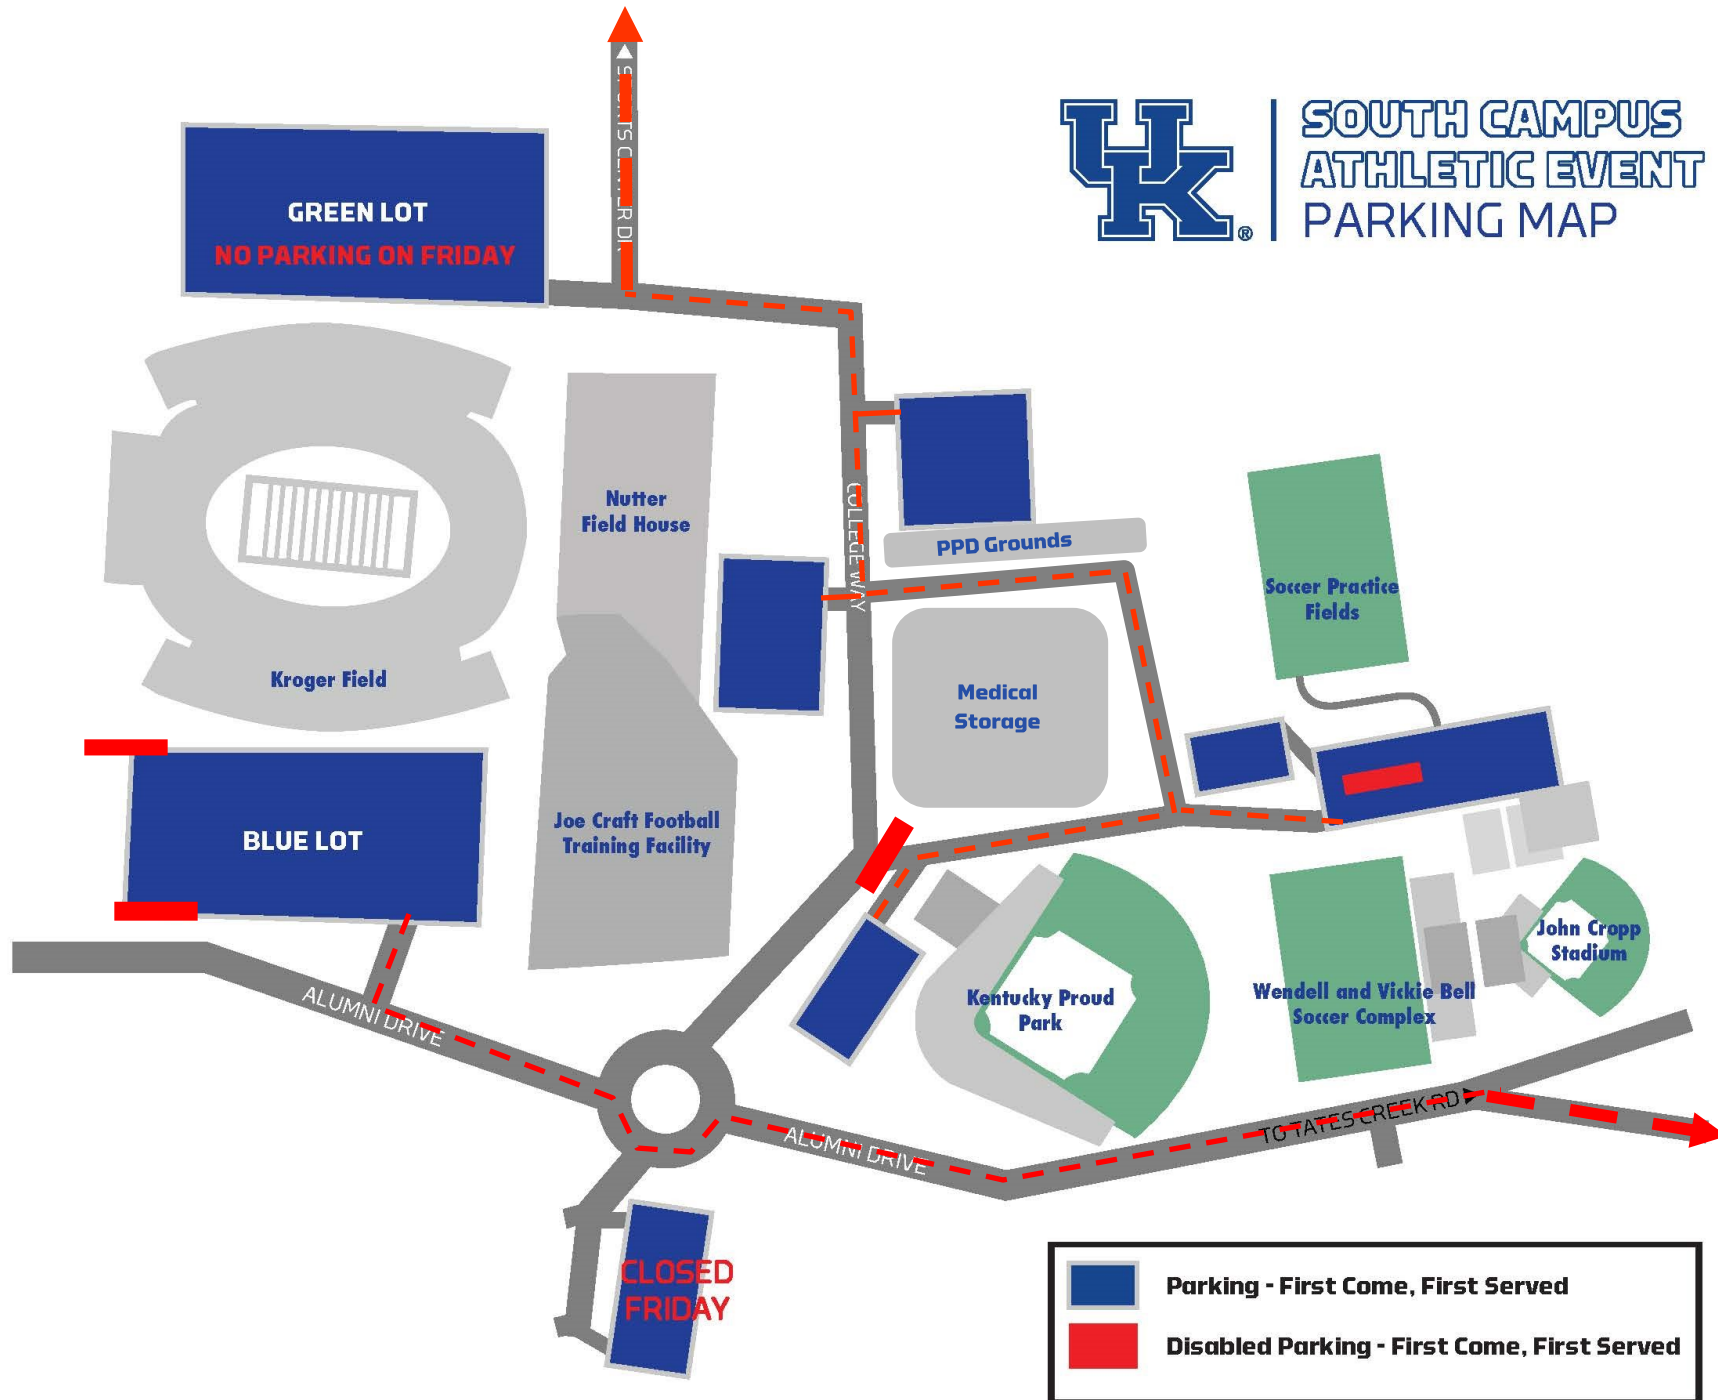 UK®
SOUTH CAMPUS
ATHLETIC EVENT
PARKING MAP
SPORTS CENTER DR
GREEN LOT
NO PARKING ON FRIDAY
Nutter
Field House
COLLEGE WAY
PPD Grounds
Soccer Practice
Fields
Kroger Field
Medical
Storage
BLUE LOT
Joe Craft Football
Training Facility
John Cropp
Stadium
Kentucky Proud
Park
Wendell and Vickie Bell
Soccer Complex
ALUMNI DRIVE
ALUMNI DRIVE
TO TATES CREEK RD
CLOSED
FRIDAY
Parking - First Come, First Served
Disabled Parking - First Come, First Served